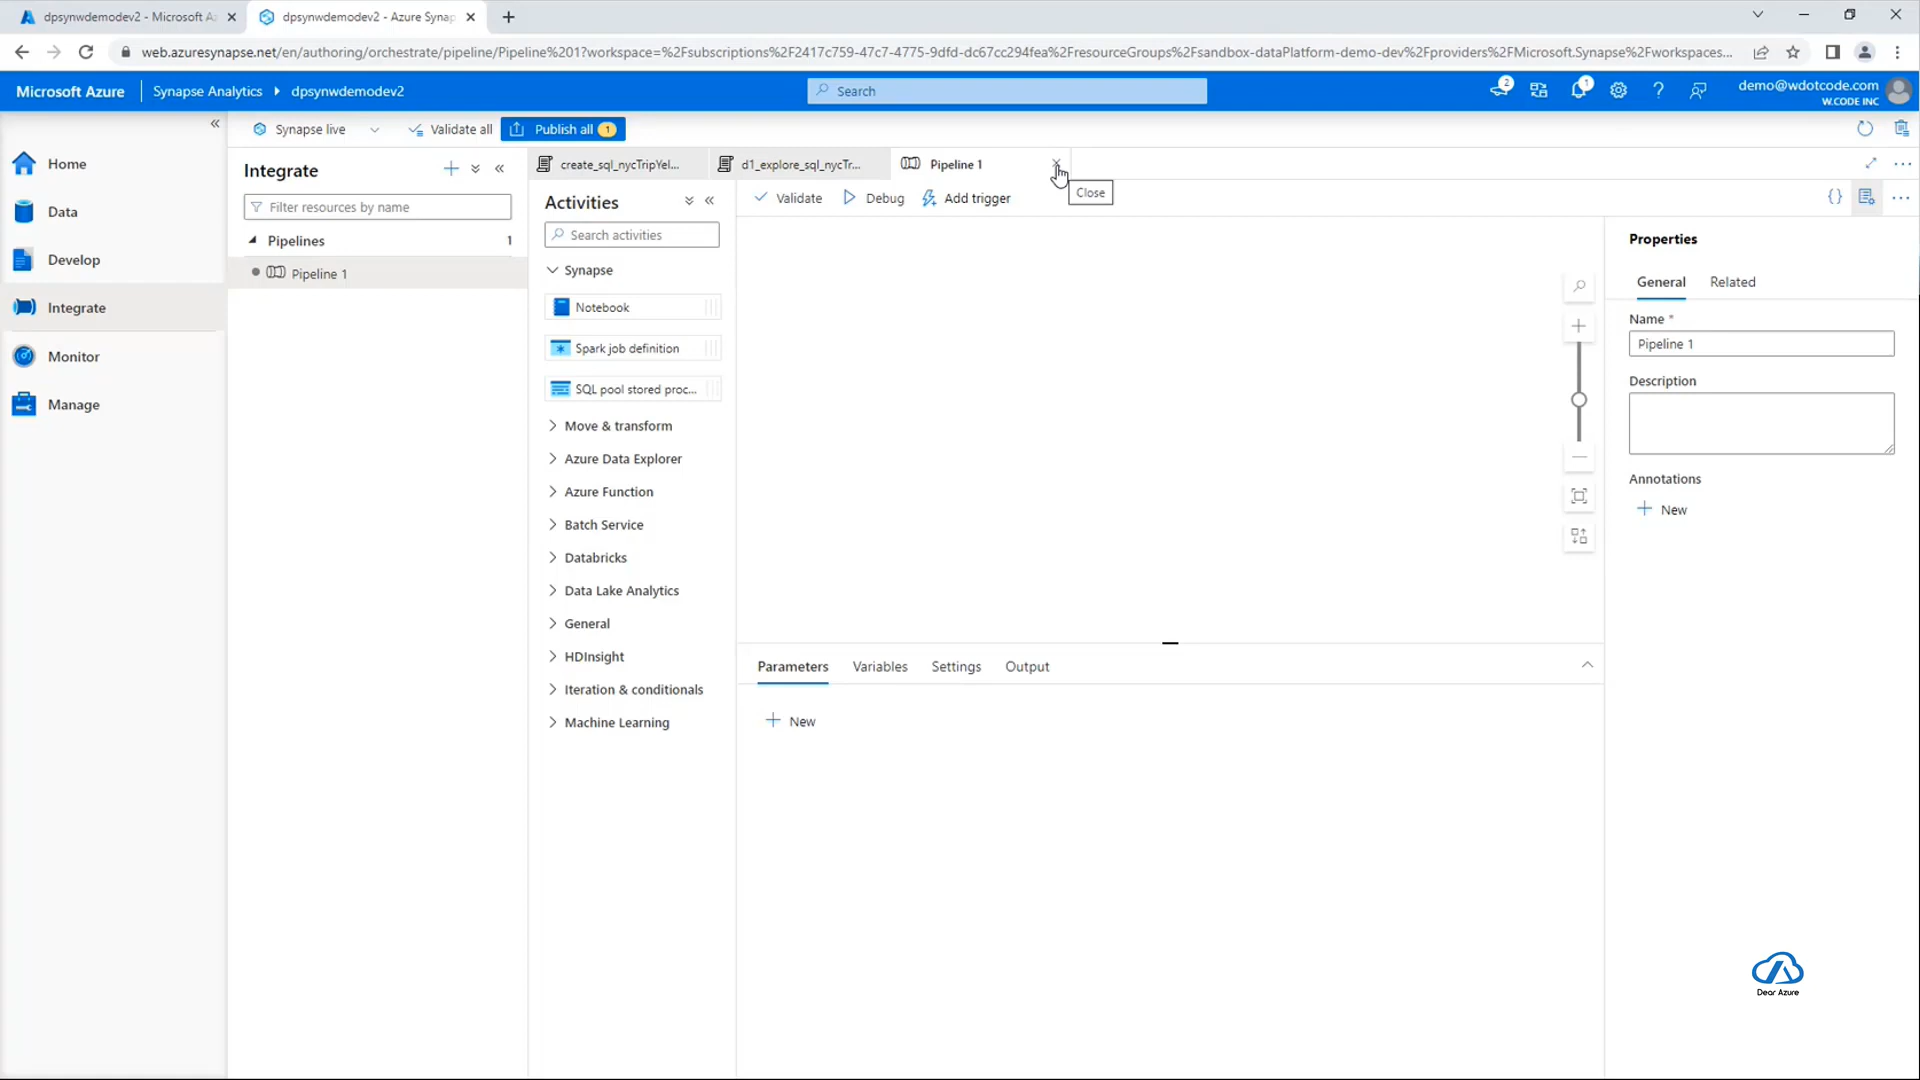 dpsynwdemodev2 - Microsoft Az
dpsynwdemodev2 - Azure Synap
web.azuresynapse.net/en/authoring/orchestrate/pipeline/Pipeline%201?workspace=%2Fsubscriptions%2F2417c759-47c7-4775-9dfd-dc67cc294fea%2FresourceGroups%2Fsandbox-dataPlatform-demo-dev%2Fproviders%2FMicrosoft.Synapse%2Fworkspaces...
Microsoft Azure
Synapse Analytics
dpsynwdemodev2
Search
2
1
demo@wdotcode.com
W.CODE INC
Synapse live
Validate all
Publish all 1
Home
Data
Develop
Integrate
Monitor
Manage
Integrate
Filter resources by name
Pipelines 1
Pipeline 1
create_sql_nycTripYel...
d1_explore_sql_nycTr...
Pipeline 1
Close
Activities
Search activities
Synapse
Notebook
Spark job definition
SQL pool stored proc...
Move & transform
Azure Data Explorer
Azure Function
Batch Service
Databricks
Data Lake Analytics
General
HDInsight
Iteration & conditionals
Machine Learning
Validate
Debug
Add trigger
Parameters
Variables
Settings
Output
New
Properties
General
Related
Name *
Pipeline 1
Description
Annotations
New
Dear Azure